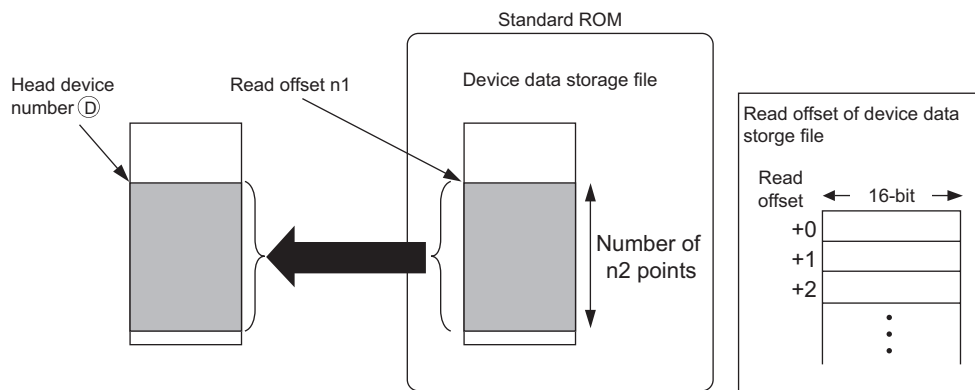 Standard ROM
Head device
number Ⓓ
Read offset n1
Device data storage file
Number of
n2 points
Read offset of device data
storge file
Read
offset
16-bit
+0
+1
+2